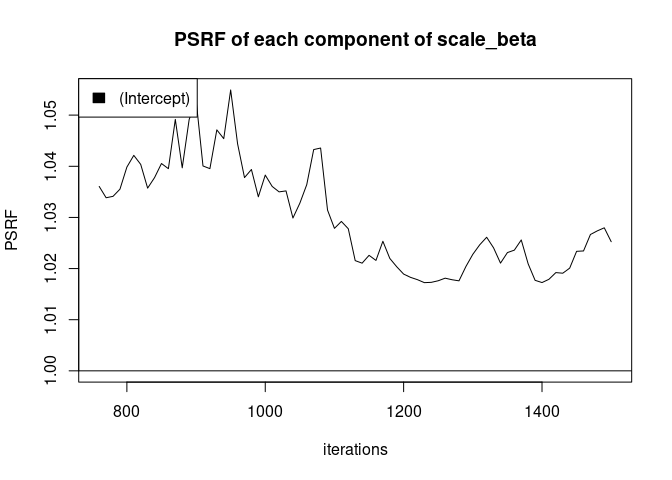 PSRF of each component of scale_beta
(Intercept)
PSRF
1.05
1.04
1.03
1.02
1.01
1.00
800 1000 1200 1400
iterations